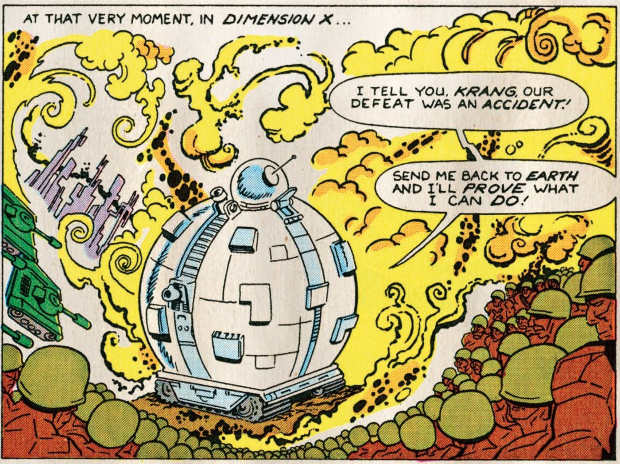 AT THAT VERY MOMENT, IN DIMENSION X...
I TELL YOU, KRANG, OUR
DEFEAT WAS AN ACCIDENT!
SEND ME BACK TO EARTH
AND I'LL PROVE WHAT
I CAN DO!